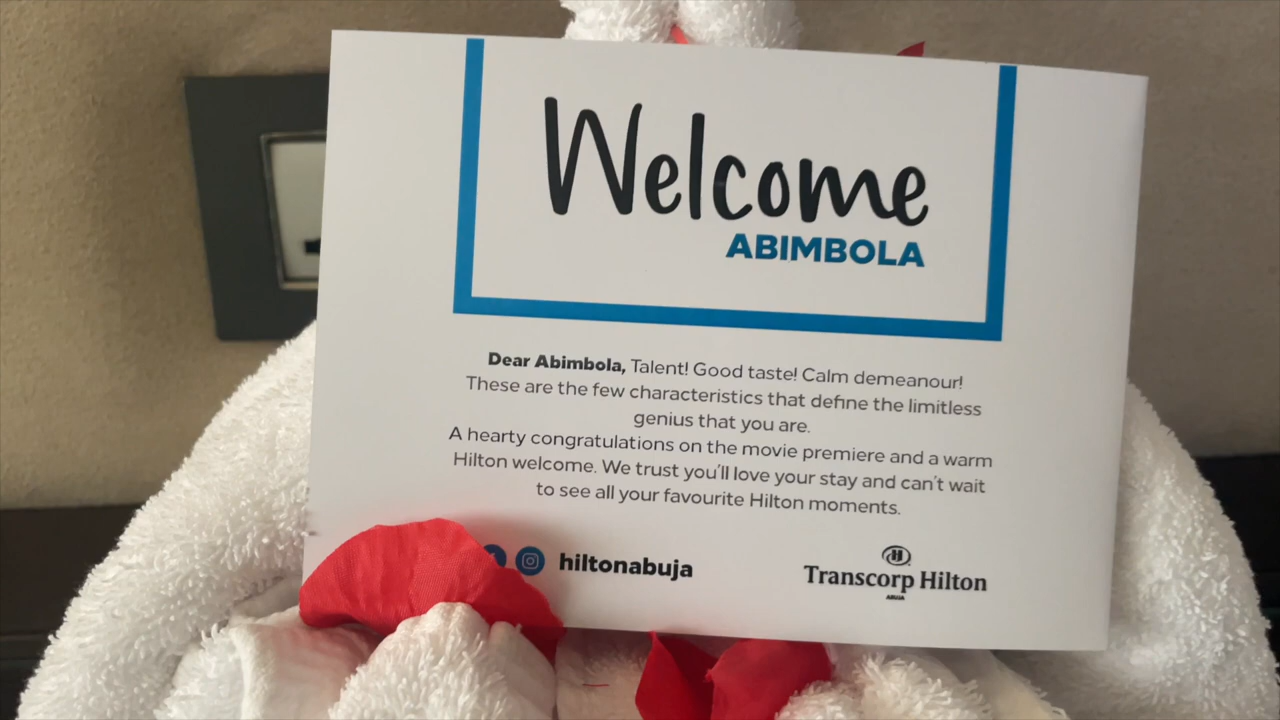 Welcome
ABIMBOLA
Dear Abimbola, Talent! Good taste! Calm demeanour!
These are the few characteristics that define the limitless
genius that you are.
A hearty congratulations on the movie premiere and a warm
Hilton welcome. We trust you'll love your stay and can't wait
to see all your favourite Hilton moments.
hiltonabuja
Transcorp Hilton
ABUJA